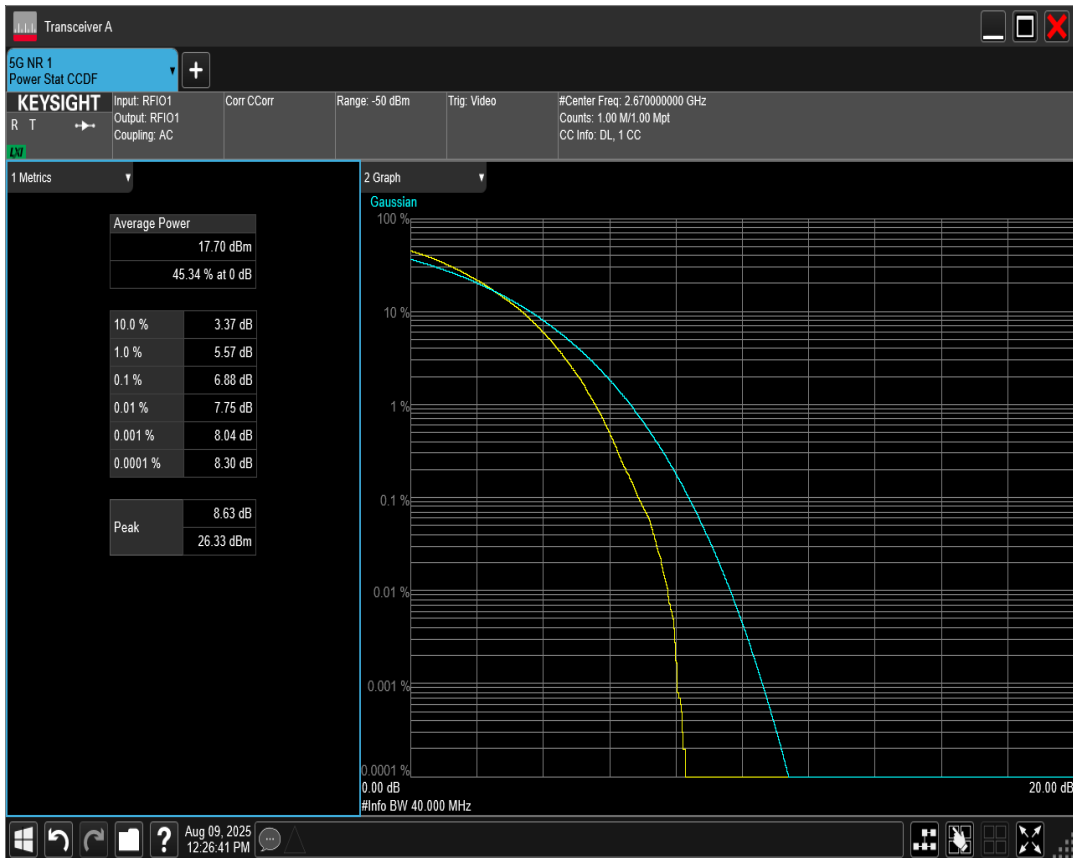 Transceiver A
5G NR 1
Power Stat CCDF
KEYSIGHT
R T
LXI
Input: RFIO1
Output: RFIO1
Coupling: AC
Corr CCorr
Range: -50 dBm
Trig: Video
#Center Freq: 2.670000000 GHz
Counts: 1.00 M/1.00 Mpt
CC Info: DL, 1 CC
1 Metrics
Average Power
17.70 dBm
45.34 % at 0 dB
10.0 % 3.37 dB
1.0 % 5.57 dB
0.1 % 6.88 dB
0.01 % 7.75 dB
0.001 % 8.04 dB
0.0001 % 8.30 dB
Peak
8.63 dB
26.33 dBm
2 Graph
Gaussian
100 %
10 %
1 %
0.1 %
0.01 %
0.001 %
0.0001 %
0.00 dB
20.00 dB
#Info BW 40.000 MHz
?
Aug 09, 2025
12:26:41 PM